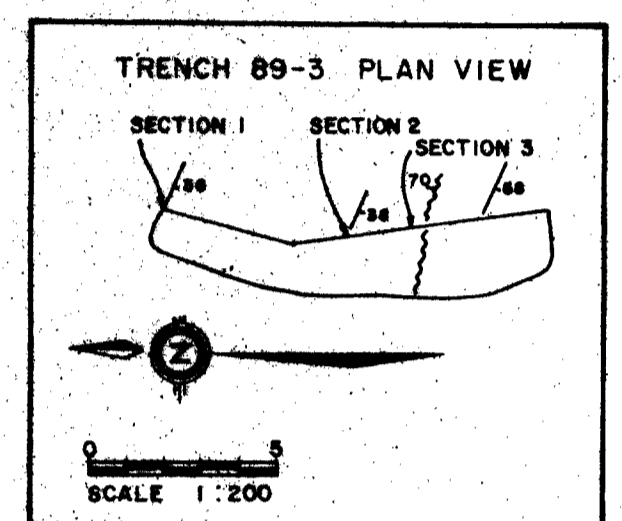 TRENCH 89-3 PLAN VIEW
SECTION 1
SECTION 2
SECTION 3
70
36
36
68
N
0 5
SCALE 1:200